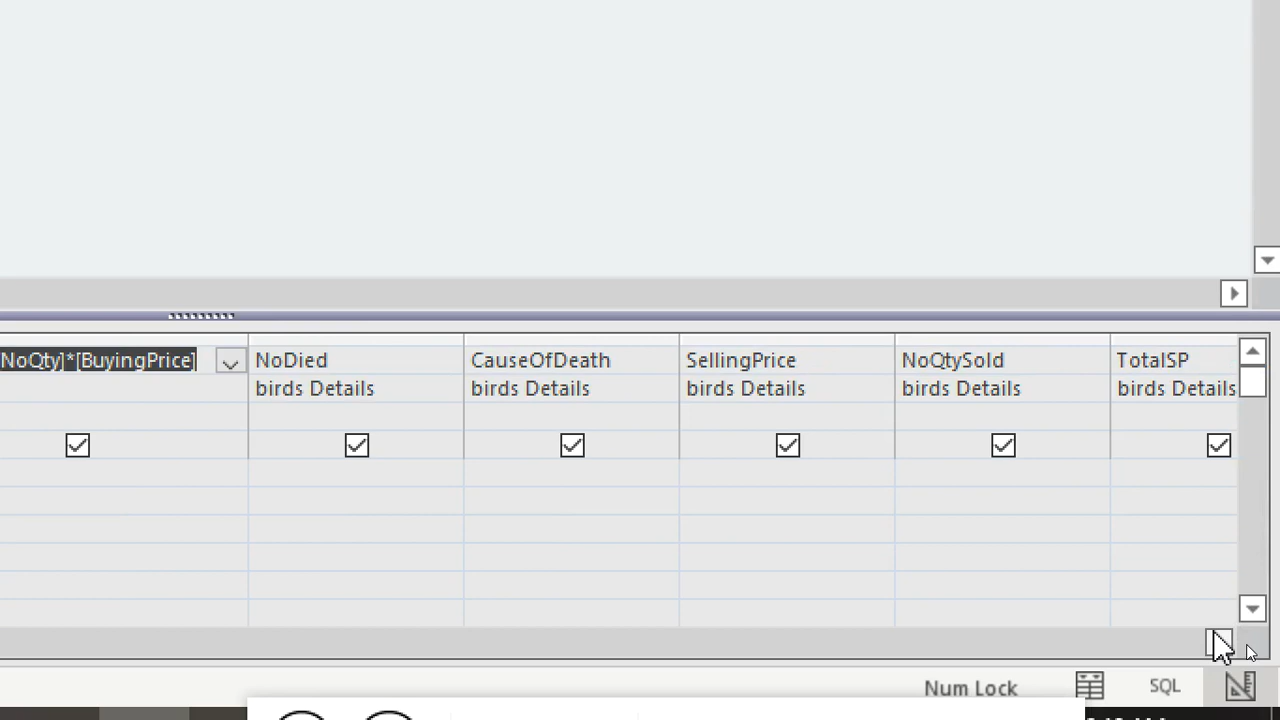 NoQty]*[BuyingPrice] NoDied CauseOfDeath SellingPrice NoQtySold TotalSP
birds Details birds Details birds Details birds Details birds Details
Num Lock SQL